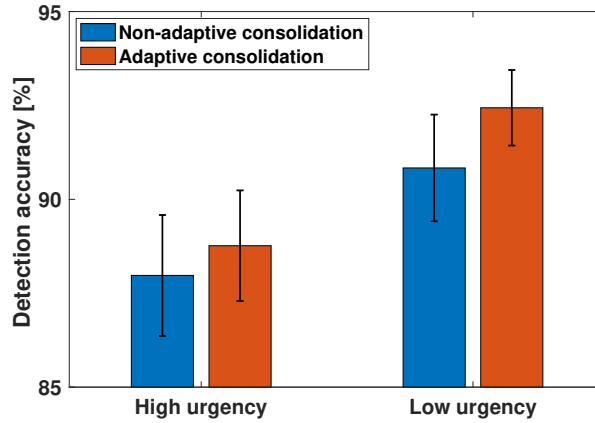 95
Non-adaptive consolidation
Adaptive consolidation
Detection accuracy [%]
90
85
High urgency
Low urgency